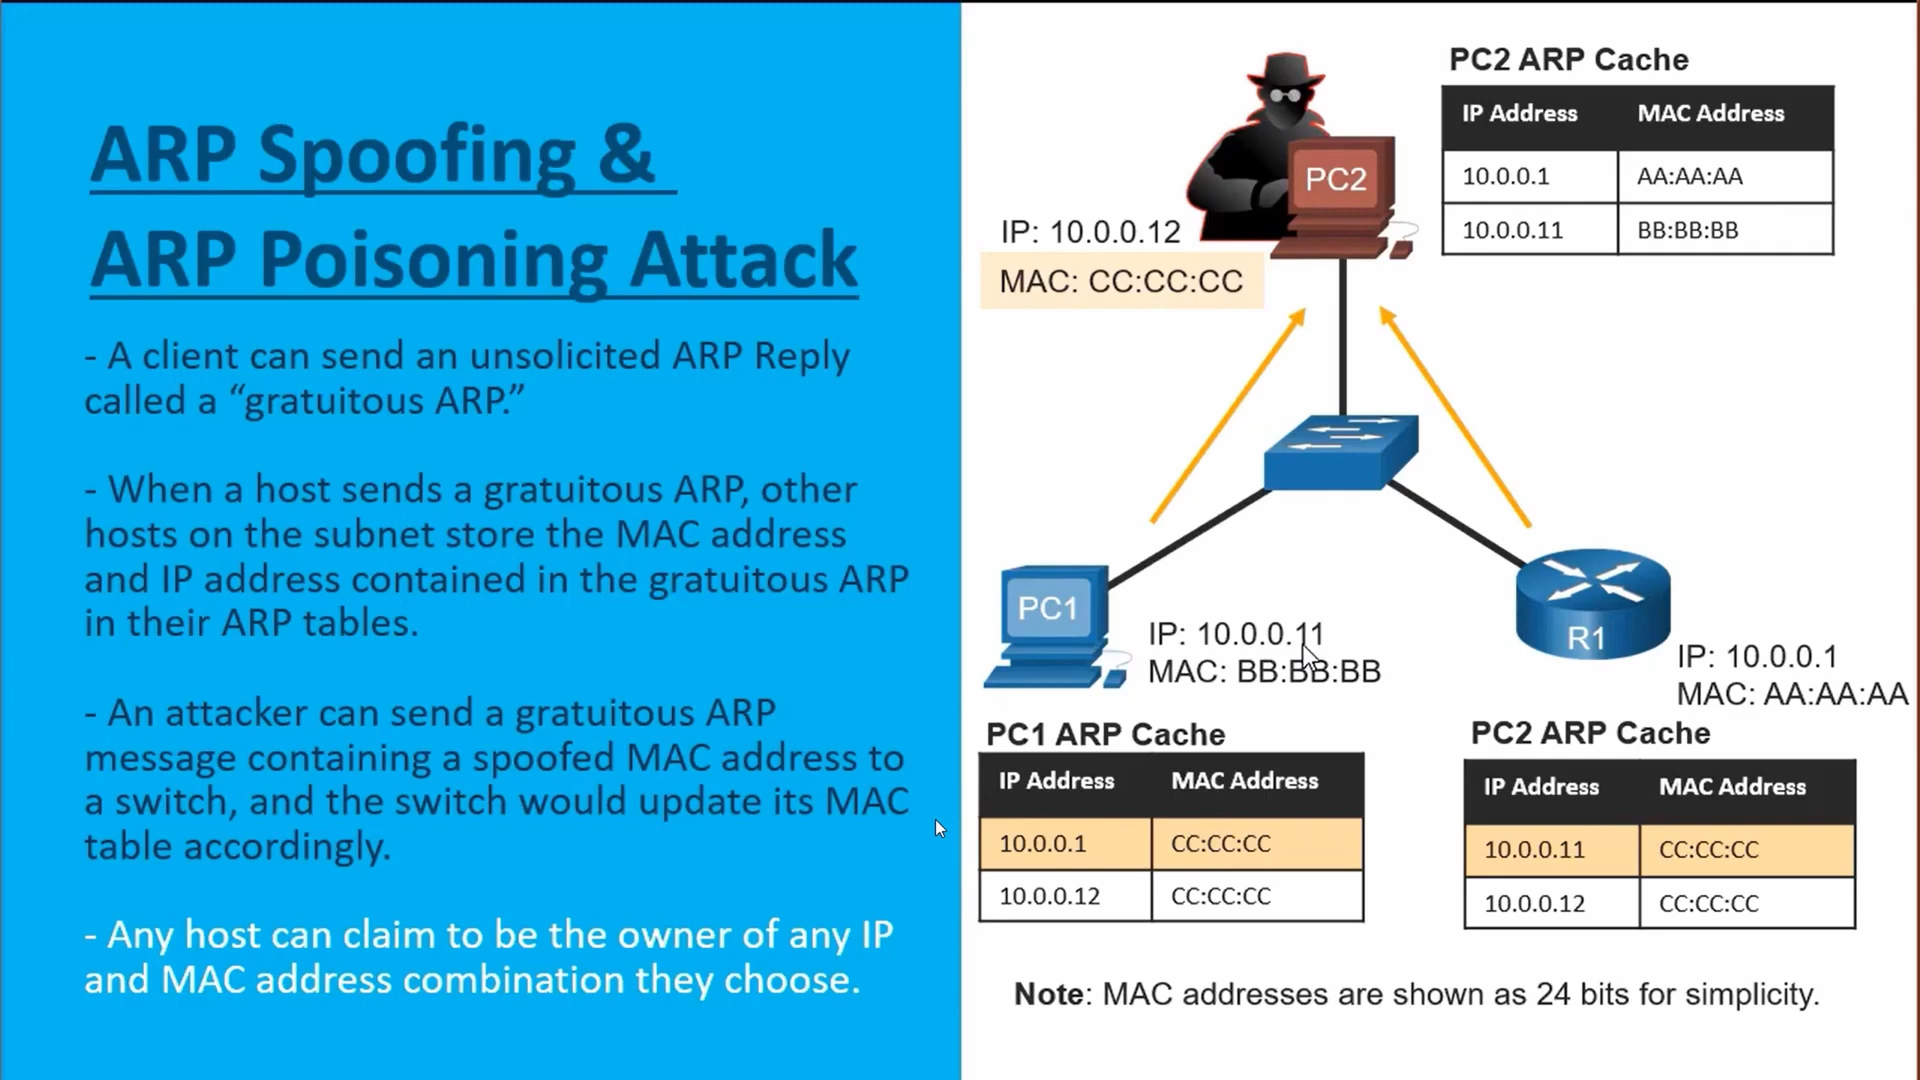 ARP Spoofing &
ARP Poisoning Attack
- A client can send an unsolicited ARP Reply
called a “gratuitous ARP.”
- When a host sends a gratuitous ARP, other
hosts on the subnet store the MAC address
and IP address contained in the gratuitous ARP
in their ARP tables.
- An attacker can send a gratuitous ARP
message containing a spoofed MAC address to
a switch, and the switch would update its MAC
table accordingly.
- Any host can claim to be the owner of any IP
and MAC address combination they choose.
PC2 ARP Cache
IP Address MAC Address
10.0.0.1 AA:AA:AA
10.0.0.11 BB:BB:BB
PC2
IP: 10.0.0.12
MAC: CC:CC:CC
PC1
IP: 10.0.0.11
MAC: BB:BB:BB
R1
IP: 10.0.0.1
MAC: AA:AA:AA
PC1 ARP Cache
IP Address MAC Address
10.0.0.1 CC:CC:CC
10.0.0.12 CC:CC:CC
PC2 ARP Cache
IP Address MAC Address
10.0.0.11 CC:CC:CC
10.0.0.12 CC:CC:CC
Note: MAC addresses are shown as 24 bits for simplicity.